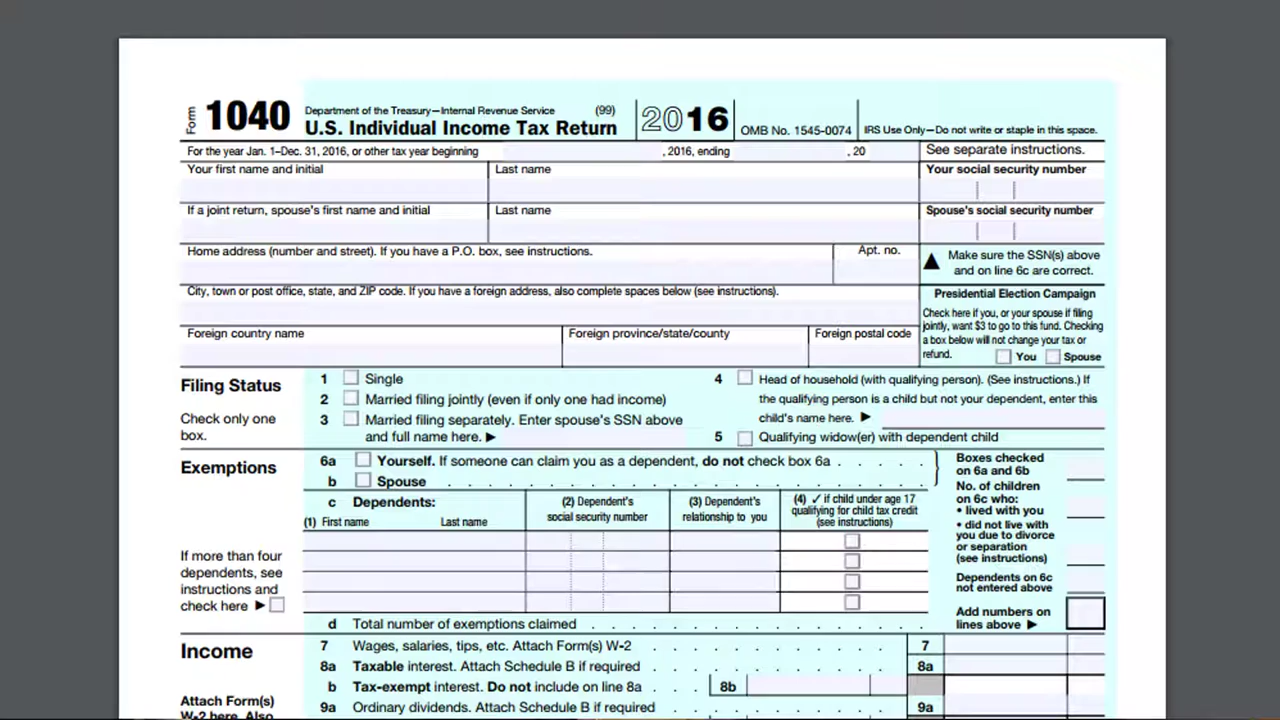 Form 1040 Department of the Treasury—Internal Revenue Service (99)
U.S. Individual Income Tax Return 2016 OMB No. 1545-0074 IRS Use Only—Do not write or staple in this space.
For the year Jan. 1–Dec. 31, 2016, or other tax year beginning , 2016, ending , 20 See separate instructions.
Your first name and initial Last name Your social security number
If a joint return, spouse's first name and initial Last name Spouse's social security number
Home address (number and street). If you have a P.O. box, see instructions. Apt. no.
▲ Make sure the SSN(s) above
and on line 6c are correct.
City, town or post office, state, and ZIP code. If you have a foreign address, also complete spaces below (see instructions).
Foreign country name Foreign province/state/county Foreign postal code
Presidential Election Campaign
Check here if you, or your spouse if filing
jointly, want $3 to go to this fund. Checking
a box below will not change your tax or
refund. You Spouse
Filing Status
Check only one
box.
1 Single
2 Married filing jointly (even if only one had income)
3 Married filing separately. Enter spouse's SSN above
and full name here. ▶
4 Head of household (with qualifying person). (See instructions.) If
the qualifying person is a child but not your dependent, enter this
child's name here. ▶
5 Qualifying widow(er) with dependent child
Exemptions
6a Yourself. If someone can claim you as a dependent, do not check box 6a . . . . .
b Spouse . . . . . . . . . . . . . . . . . . . . . .
c Dependents:
(1) First name Last name
(2) Dependent's
social security number
(3) Dependent's
relationship to you
(4) ✓ if child under age 17
qualifying for child tax credit
(see instructions)
If more than four
dependents, see
instructions and
check here ▶
d Total number of exemptions claimed . . . . . . . . . . . . . . .
Boxes checked
on 6a and 6b
No. of children
on 6c who:
• lived with you
• did not live with
you due to divorce
or separation
(see instructions)
Dependents on 6c
not entered above
Add numbers on
lines above ▶
Income
Attach Form(s)
W-2 here. Also
7 Wages, salaries, tips, etc. Attach Form(s) W-2 . . . . . . . . . . . . 7
8a Taxable interest. Attach Schedule B if required . . . . . . . . . . . . 8a
b Tax-exempt interest. Do not include on line 8a . . . 8b
9a Ordinary dividends. Attach Schedule B if required . . . . . . . . . . . 9a